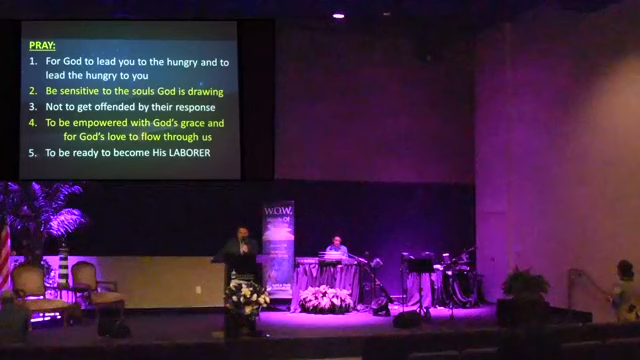 PRAY:
1. For God to lead you to the hungry and to
lead the hungry to you
2. Be sensitive to the souls God is drawing
3. Not to get offended by their response
4. To be empowered with God's grace and
for God's love to flow through us
5. To be ready to become His LABORER
W.O.W.